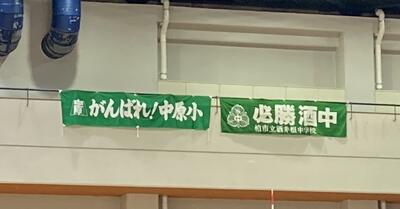 がんばれ!中原小
必勝酒中
中
柏市立酒井根中学校